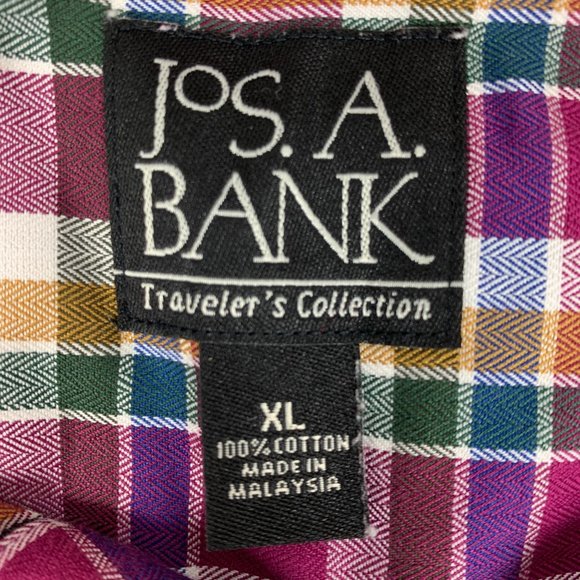 JOS. A.
BANK
Traveler's Collection
XL
100% COTTON
MADE IN
MALAYSIA